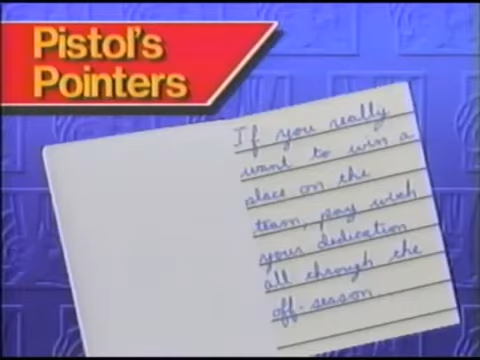 Pistol's
Pointers
If you really
want to win a
place on the
team, pay with
your dedication
all through the
off-season